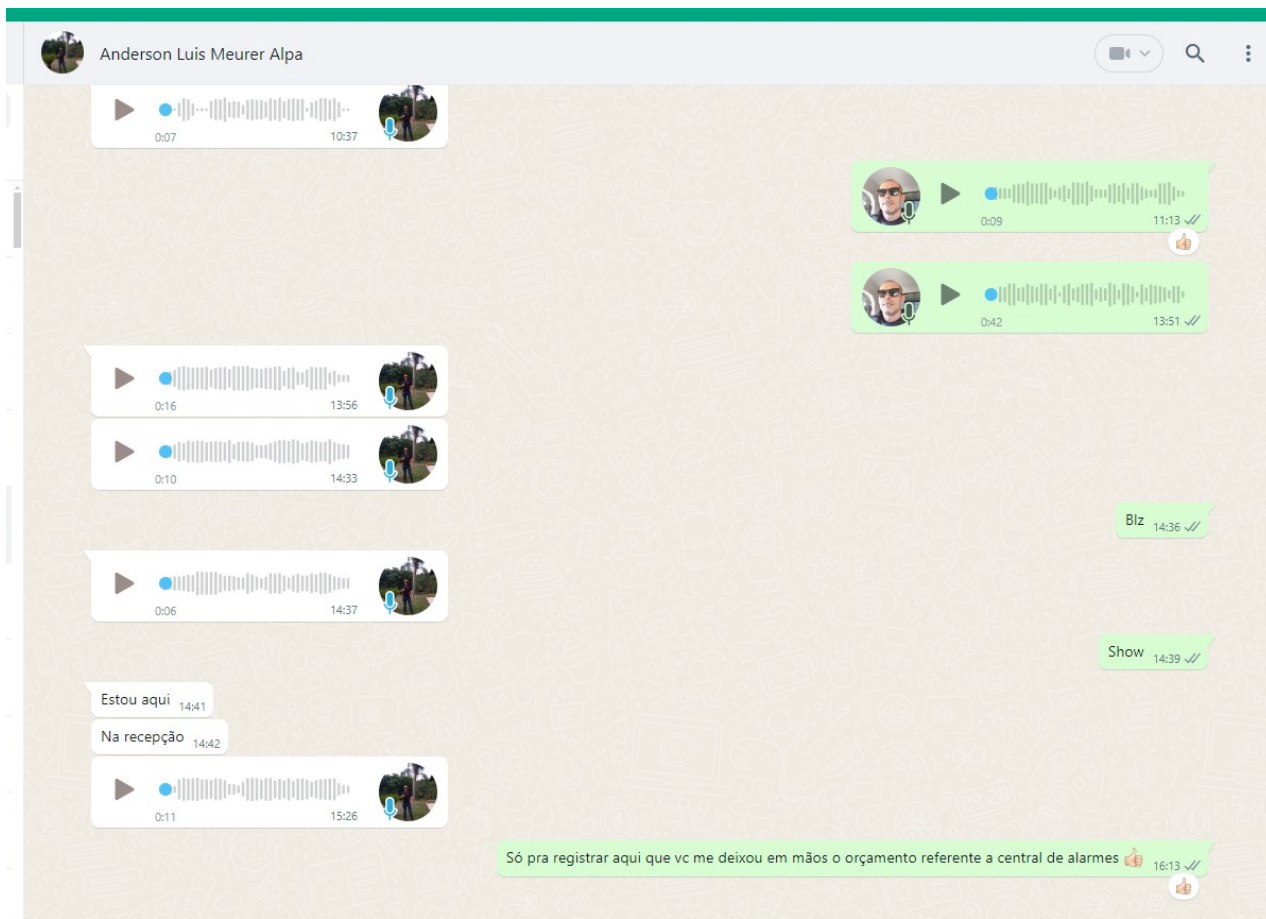 Anderson Luis Meurer Alpa
0:07 10:37
0:09 11:13
0:42 13:51
0:16 13:56
0:10 14:33
Blz 14:36
0:06 14:37
Show 14:39
Estou aqui 14:41
Na recepção 14:42
0:11 15:26
Só pra registrar aqui que vc me deixou em mãos o orçamento referente a central de alarmes 👍🏻 16:13